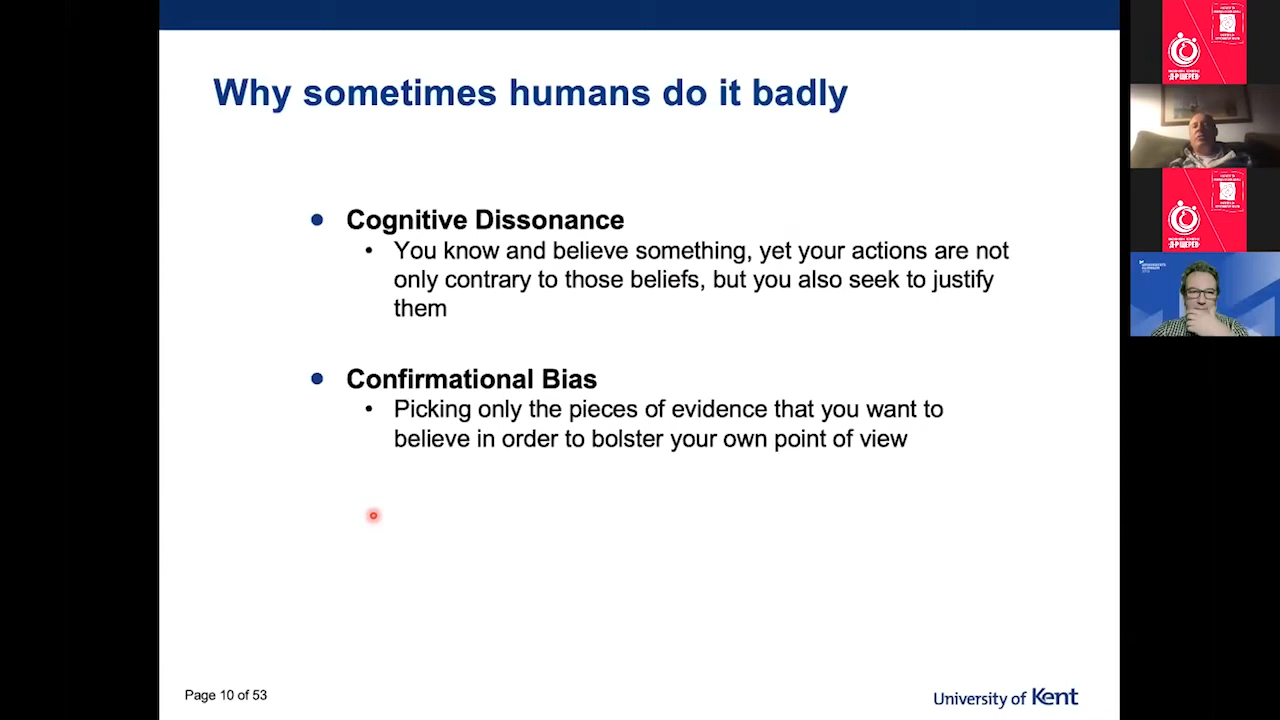 Why sometimes humans do it badly
Cognitive Dissonance
You know and believe something, yet your actions are not
only contrary to those beliefs, but you also seek to justify
them
Confirmational Bias
Picking only the pieces of evidence that you want to
believe in order to bolster your own point of view
Page 10 of 53
University of Kent